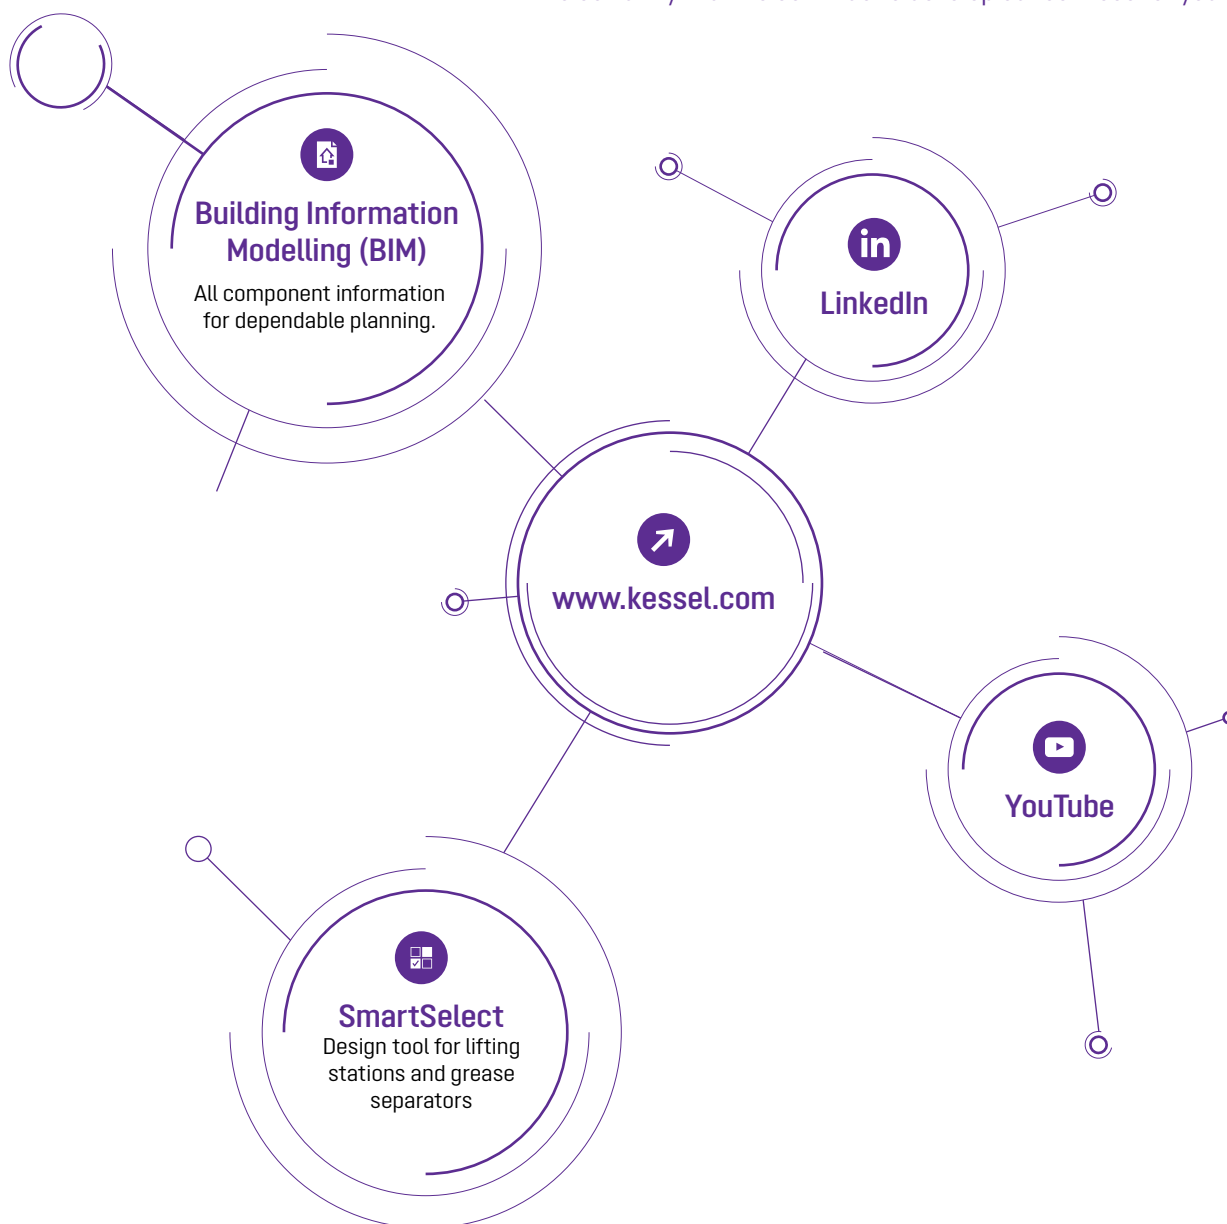 Building Information
Modelling (BIM)
All component information
for dependable planning.
in
LinkedIn
www.kessel.com
YouTube
SmartSelect
Design tool for lifting
stations and grease
separators